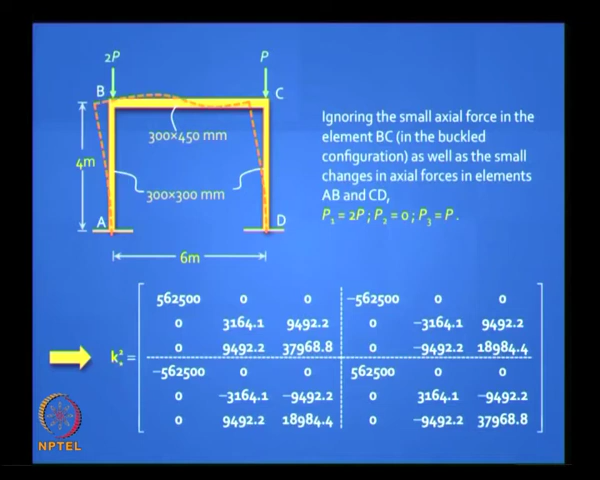 2P
P
B
C
300×450 mm
4m
300×300 mm
A
D
6m
Ignoring the small axial force in the
element BC (in the buckled
configuration) as well as the small
changes in axial forces in elements
AB and CD,
P₁ = 2P ; P₂ = 0 ; P₃ = P .
562500 0 0 −562500 0 0
0 3164.1 9492.2 0 −3164.1 9492.2
k²* = 0 9492.2 37968.8 0 −9492.2 18984.4
−562500 0 0 562500 0 0
0 −3164.1 −9492.2 0 3164.1 −9492.2
0 9492.2 18984.4 0 −9492.2 37968.8
NPTEL